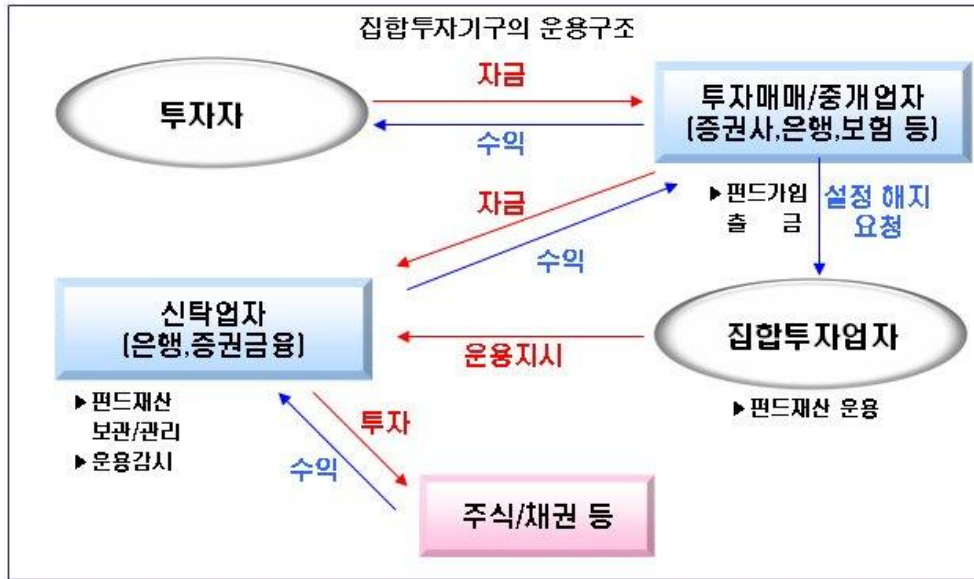 집합투자기구의 운용구조
투자자
자금
수익
투자매매/중개업자
(증권사,은행,보험 등)
▶펀드가입
출 금
설정 해지
요청
자금
수익
신탁업자
(은행,증권금융)
운용지시
집합투자업자
▶펀드재산 운용
▶펀드재산
보관/관리
▶운용감시
투자
수익
주식/채권 등